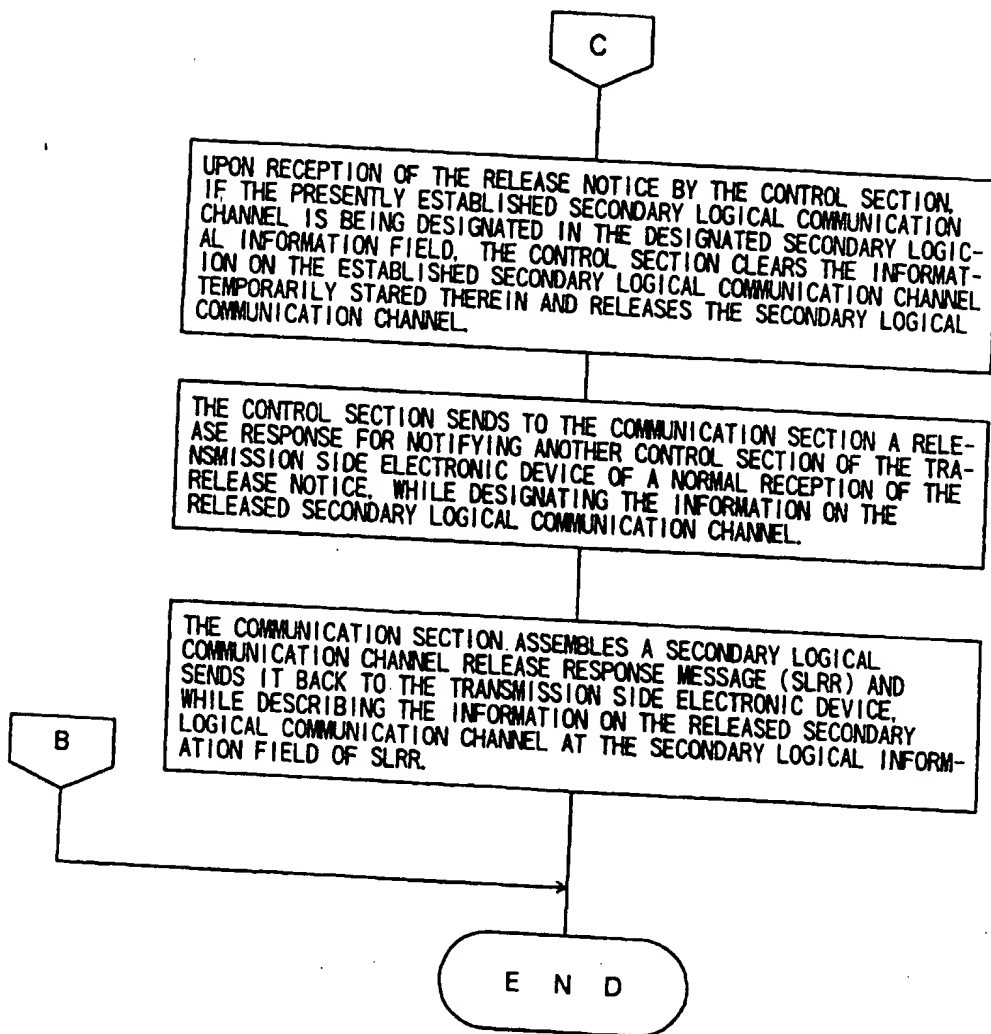 C
UPON RECEPTION OF THE RELEASE NOTICE BY THE CONTROL SECTION,
IF THE PRESENTLY ESTABLISHED SECONDARY LOGICAL COMMUNICATION
CHANNEL IS BEING DESIGNATED IN THE DESIGNATED SECONDARY LOGIC-
AL INFORMATION FIELD, THE CONTROL SECTION CLEARS THE INFORMAT-
ION ON THE ESTABLISHED SECONDARY LOGICAL COMMUNICATION CHANNEL
TEMPORARILY STARED THEREIN AND RELEASES THE SECONDARY LOGICAL
COMMUNICATION CHANNEL.
THE CONTROL SECTION SENDS TO THE COMMUNICATION SECTION A RELE-
ASE RESPONSE FOR NOTIFYING ANOTHER CONTROL SECTION OF THE TRA-
NSMISSION SIDE ELECTRONIC DEVICE OF A NORMAL RECEPTION OF THE
RELEASE NOTICE, WHILE DESIGNATING THE INFORMATION ON THE
RELEASED SECONDARY LOGICAL COMMUNICATION CHANNEL.
THE COMMUNICATION SECTION ASSEMBLES A SECONDARY LOGICAL
COMMUNICATION CHANNEL RELEASE RESPONSE MESSAGE (SLRR) AND
SENDS IT BACK TO THE TRANSMISSION SIDE ELECTRONIC DEVICE,
WHILE DESCRIBING THE INFORMATION ON THE RELEASED SECONDARY
LOGICAL COMMUNICATION CHANNEL AT THE SECONDARY LOGICAL INFORM-
ATION FIELD OF SLRR.
B
E N D